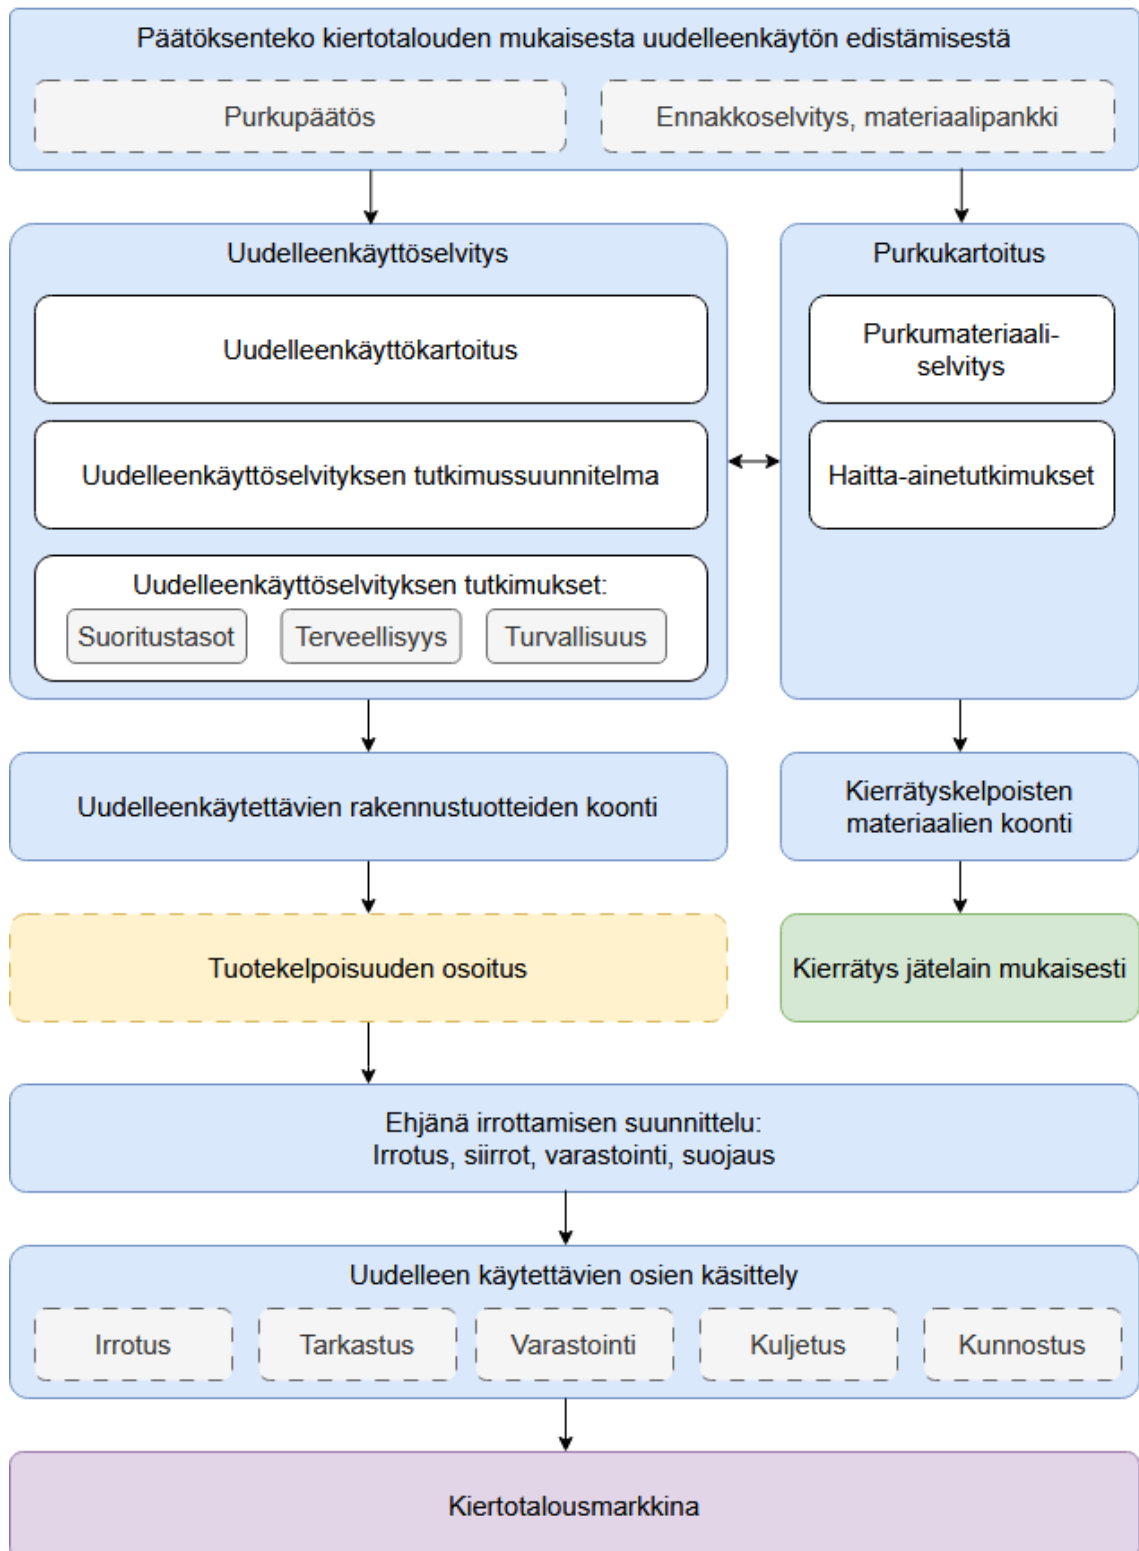 Päätöksenteko kiertotalouden mukaisesta uudelleenkäytön edistämisestä
Purkupäätös
Ennakkoselvitys, materiaalipankki
Uudelleenkäyttöselvitys
Uudelleenkäyttökartoitus
Uudelleenkäyttöselvityksen tutkimussuunnitelma
Uudelleenkäyttöselvityksen tutkimukset:
Suoritustasot
Terveellisyys
Turvallisuus
Purkukartoitus
Purkumateriaali-
selvitys
Haitta-ainetutkimukset
Uudelleenkäytettävien rakennustuotteiden koonti
Kierrätyskelpoisten
materiaalien koonti
Tuotekelpoisuuden osoitus
Kierrätys jätelain mukaisesti
Ehjänä irrottamisen suunnittelu:
Irrotus, siirrot, varastointi, suojaus
Uudelleen käytettävien osien käsittely
Irrotus
Tarkastus
Varastointi
Kuljetus
Kunnostus
Kiertotalousmarkkina